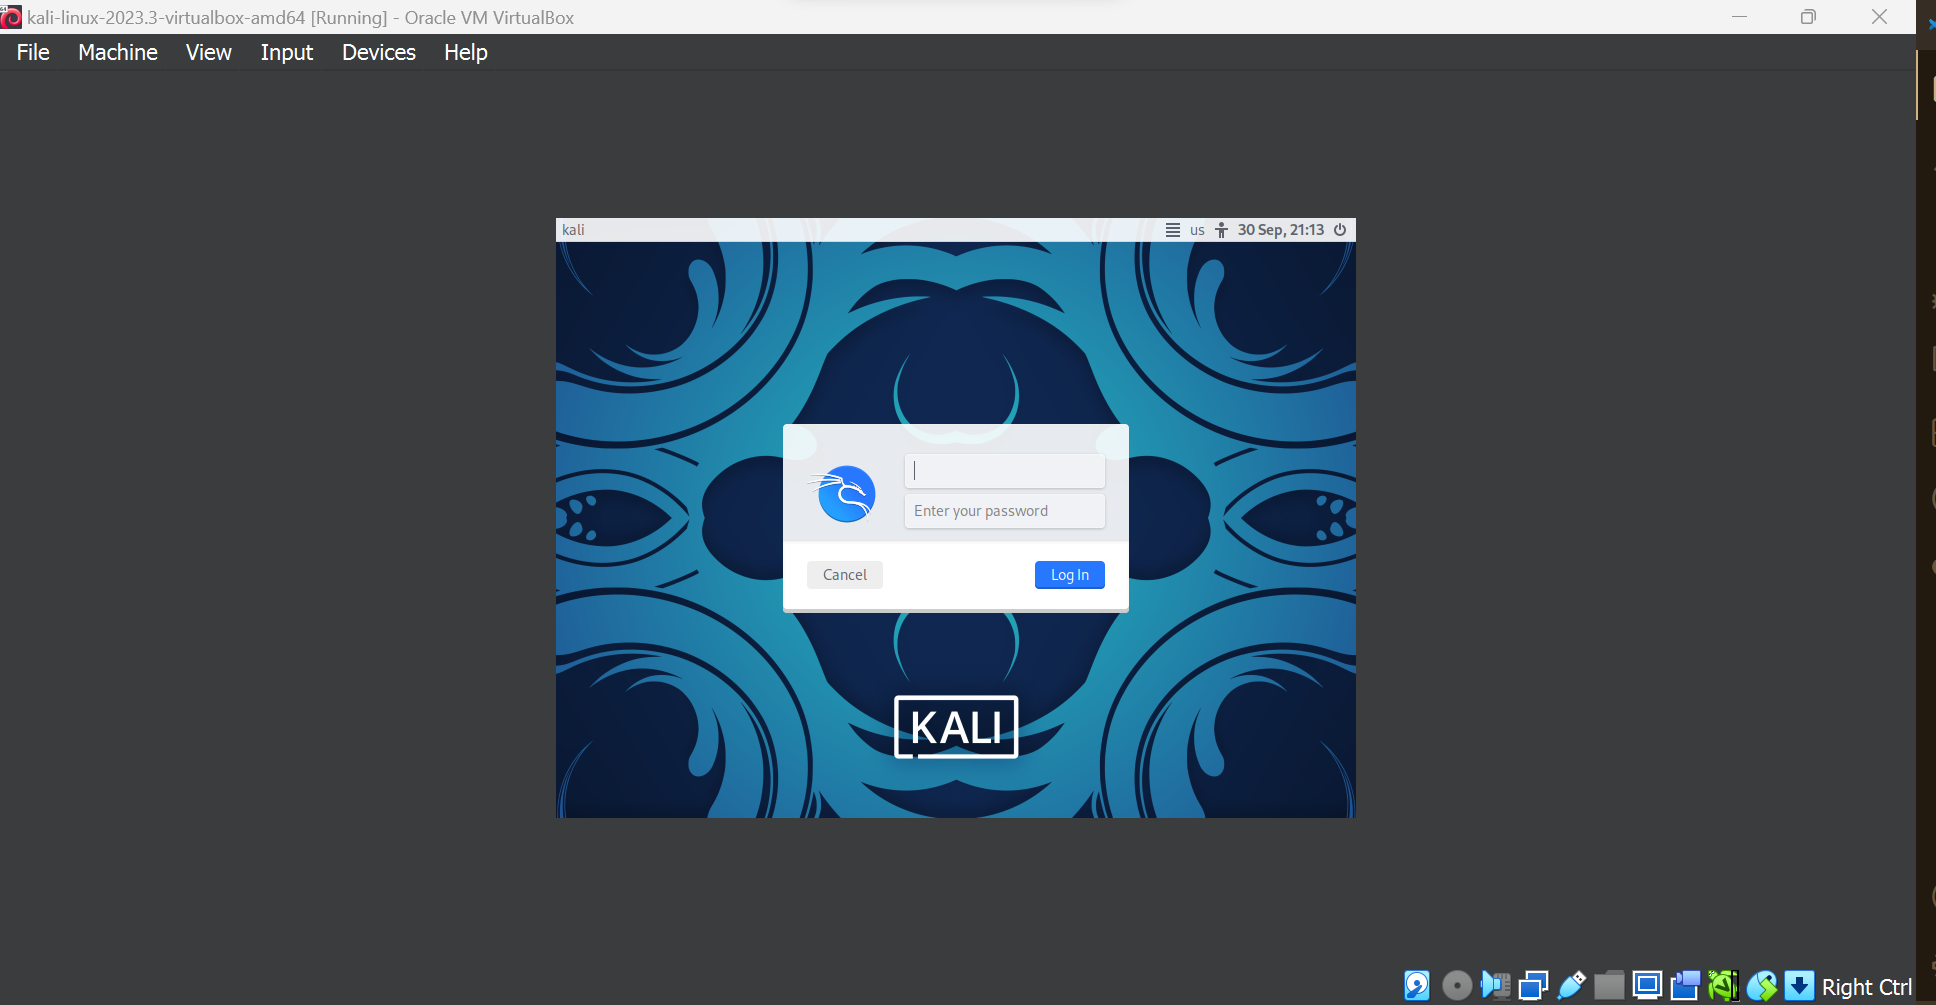 kali-linux-2023.3-virtualbox-amd64 [Running] - Oracle VM VirtualBox
File Machine View Input Devices Help
kali us 30 Sep, 21:13
Enter your password
Cancel Log In
KALI
Right Ctrl